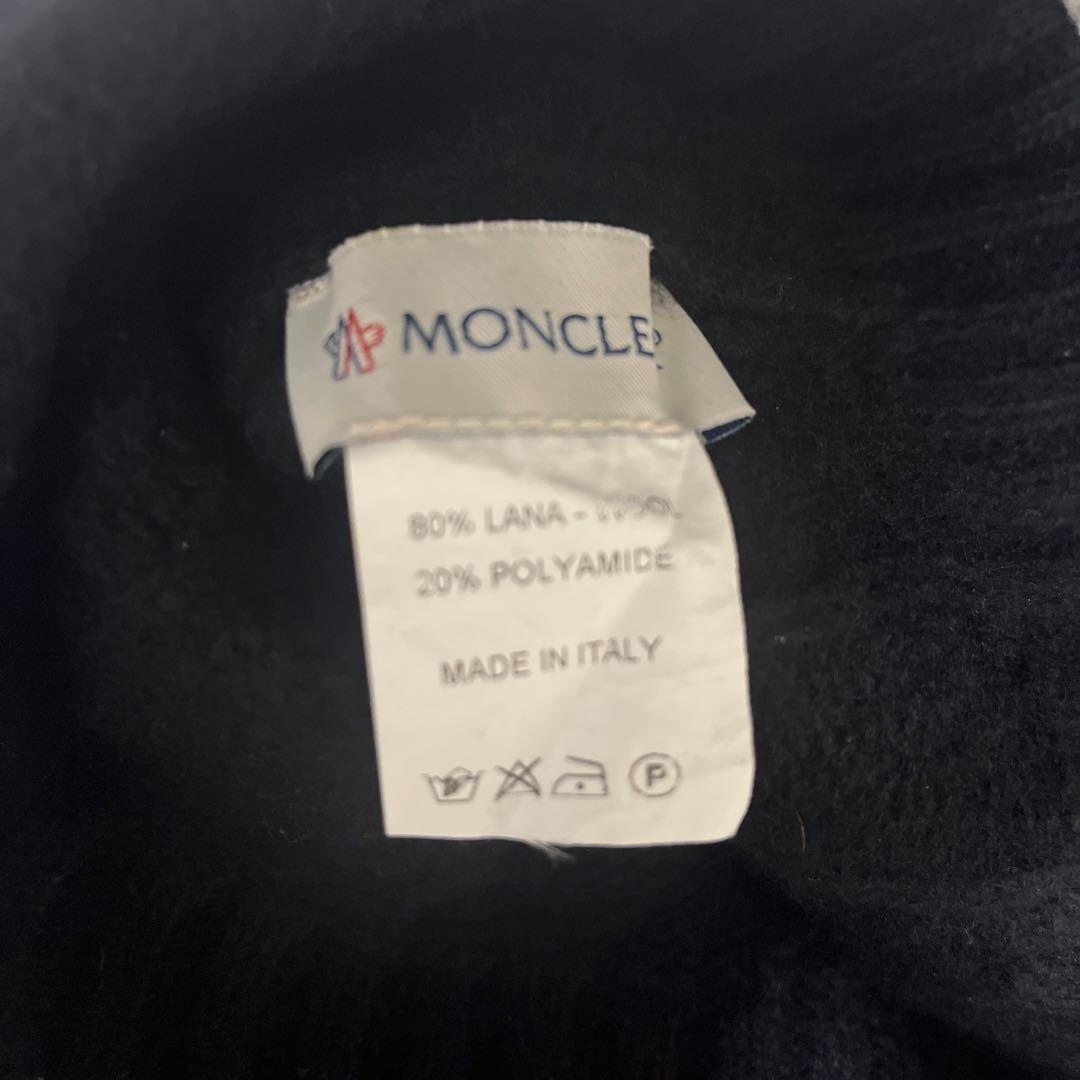 MONCLER
80% LANA - WOOL
20% POLYAMIDE
MADE IN ITALY
P